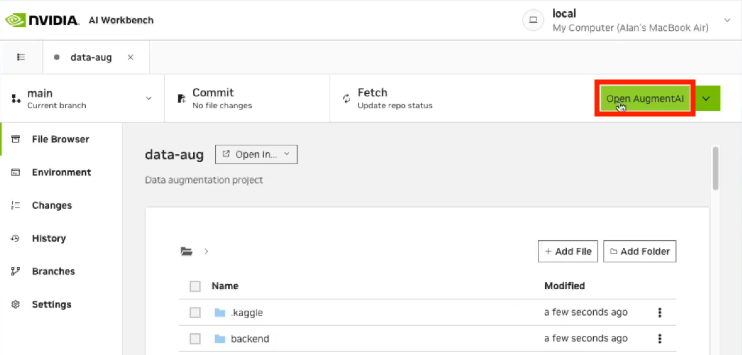 NVIDIA. AI Workbench
local
My Computer (Alan's MacBook Air)
data-aug
main
Current branch
Commit
No file changes
Fetch
Update repo status
Open AugmentAI
File Browser
Environment
Changes
History
Branches
Settings
data-aug
Open In...
Data augmentation project
+ Add File
Add Folder
Name
Modified
.kaggle
a few seconds ago
backend
a few seconds ago